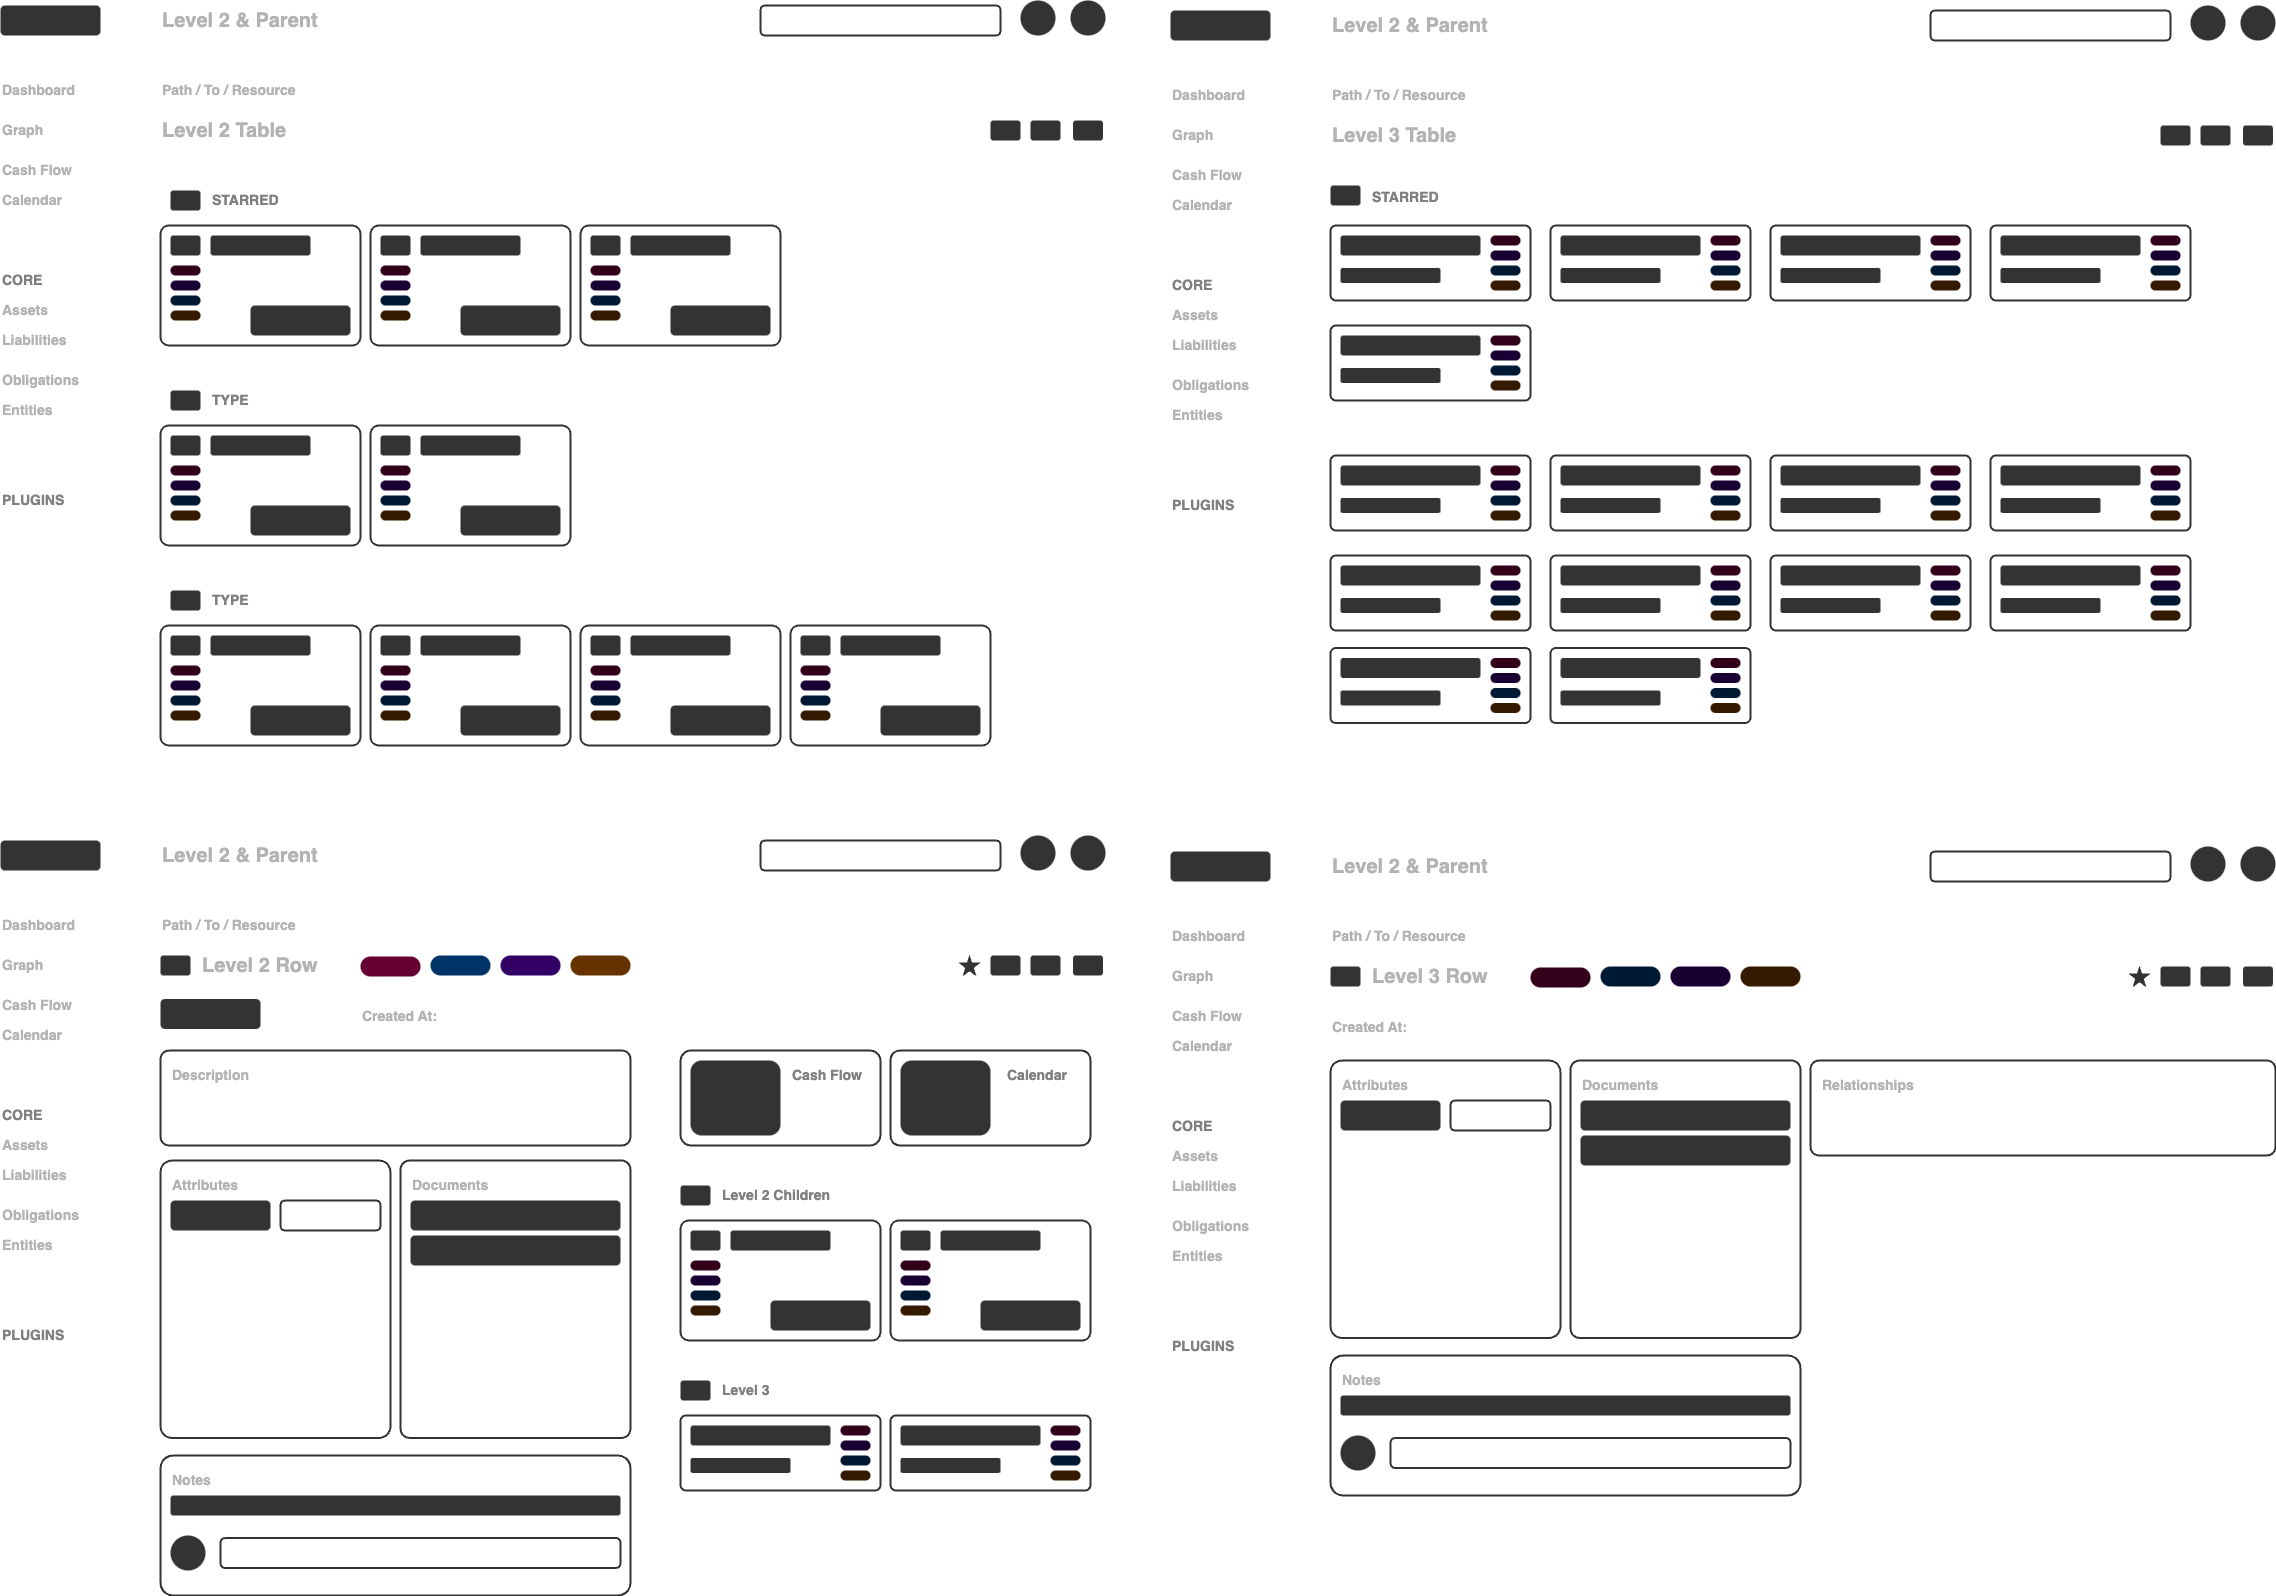 Level 2 & Parent
Dashboard
Graph
Cash Flow
Calendar
CORE
Assets
Liabilities
Obligations
Entities
PLUGINS
Path / To / Resource
Level 2 Table
STARRED
TYPE
TYPE
Level 2 & Parent
Dashboard
Graph
Cash Flow
Calendar
CORE
Assets
Liabilities
Obligations
Entities
PLUGINS
Path / To / Resource
Level 3 Table
STARRED
Level 2 & Parent
Dashboard
Graph
Cash Flow
Calendar
CORE
Assets
Liabilities
Obligations
Entities
PLUGINS
Path / To / Resource
Level 2 Row
Created At:
Description
Attributes
Documents
Notes
Cash Flow
Calendar
Level 2 Children
Level 3
Level 2 & Parent
Dashboard
Graph
Cash Flow
Calendar
CORE
Assets
Liabilities
Obligations
Entities
PLUGINS
Path / To / Resource
Level 3 Row
Created At:
Attributes
Documents
Relationships
Notes